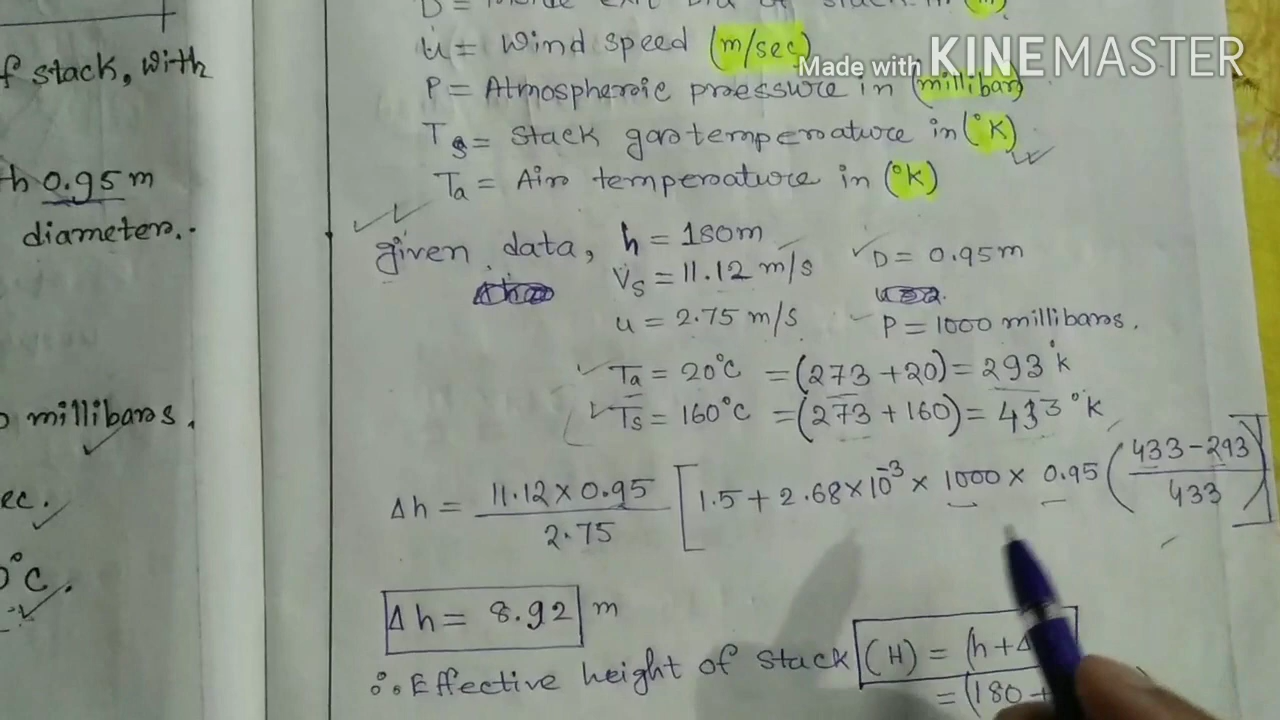 f stack, with
h 0.95m
diameter.
millibars.
ec.
°C.
u = Wind speed (m/sec)
Made with KINEMASTER
P = Atmospheric pressure in (millibar)
Ts = Stack gas temperature in (°K)
Ta = Air temperature in (°K)
given data, h = 180m
Vs = 11.12 m/s D = 0.95m
u = 2.75 m/s P = 1000 millibars.
Ta = 20°C = (273 + 20) = 293°k
Ts = 160°C = (273 + 160) = 433°K
Δh = 11.12 × 0.95 / 2.75 [1.5 + 2.68 × 10⁻³ × 1000 × 0.95 (433 - 293 / 433)]
Δh = 8.92 m
∴ Effective height of stack (H) = (h + Δ
= (180 +